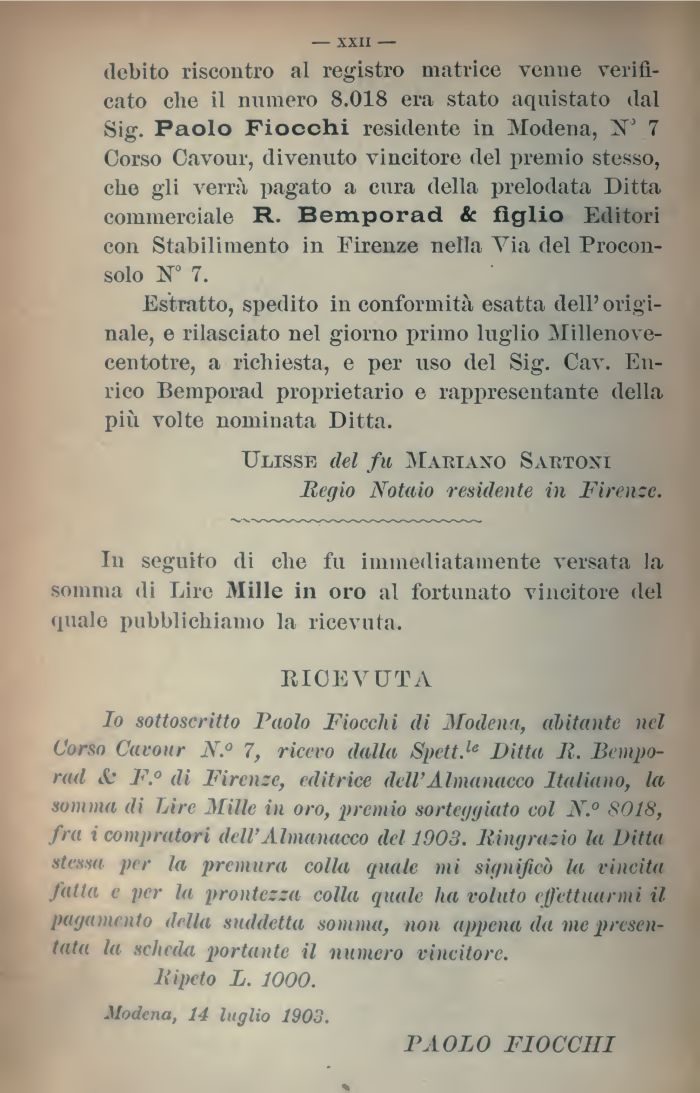 — XXII —
debito riscontro al registro matrice venne verifi-
cato che il numero 8.018 era stato aquistato dal
Sig. Paolo Fiocchi residente in Modena, N° 7
Corso Cavour, divenuto vincitore del premio stesso,
che gli verrà pagato a cura della prelodata Ditta
commerciale R. Bemporad & figlio Editori
con Stabilimento in Firenze nella Via del Procon-
solo N° 7.
Estratto, spedito in conformità esatta dell'origi-
nale, e rilasciato nel giorno primo luglio Millenove-
centotre, a richiesta, e per uso del Sig. Cav. En-
rico Bemporad proprietario e rappresentante della
più volte nominata Ditta.
ULISSE del fu MARIANO SARTONI
Regio Notaio residente in Firenze.
In seguito di che fu immediatamente versata la
somma di Lire Mille in oro al fortunato vincitore del
quale pubblichiamo la ricevuta.
RICEVUTA
Io sottoscritto Paolo Fiocchi di Modena, abitante nel
Corso Cavour N.o 7, ricevo dalla Spett.le Ditta R. Bempo-
rad & F.o di Firenze, editrice dell'Almanacco Italiano, la
somma di Lire Mille in oro, premio sorteggiato col N.o 8018,
fra i compratori dell'Almanacco del 1903. Ringrazio la Ditta
stessa per la premura colla quale mi significò la vincita
fatta e per la prontezza colla quale ha voluto effettuarmi il
pagamento della suddetta somma, non appena da me presen-
tata la scheda portante il numero vincitore.
Ripeto L. 1000.
Modena, 14 luglio 1903.
PAOLO FIOCCHI